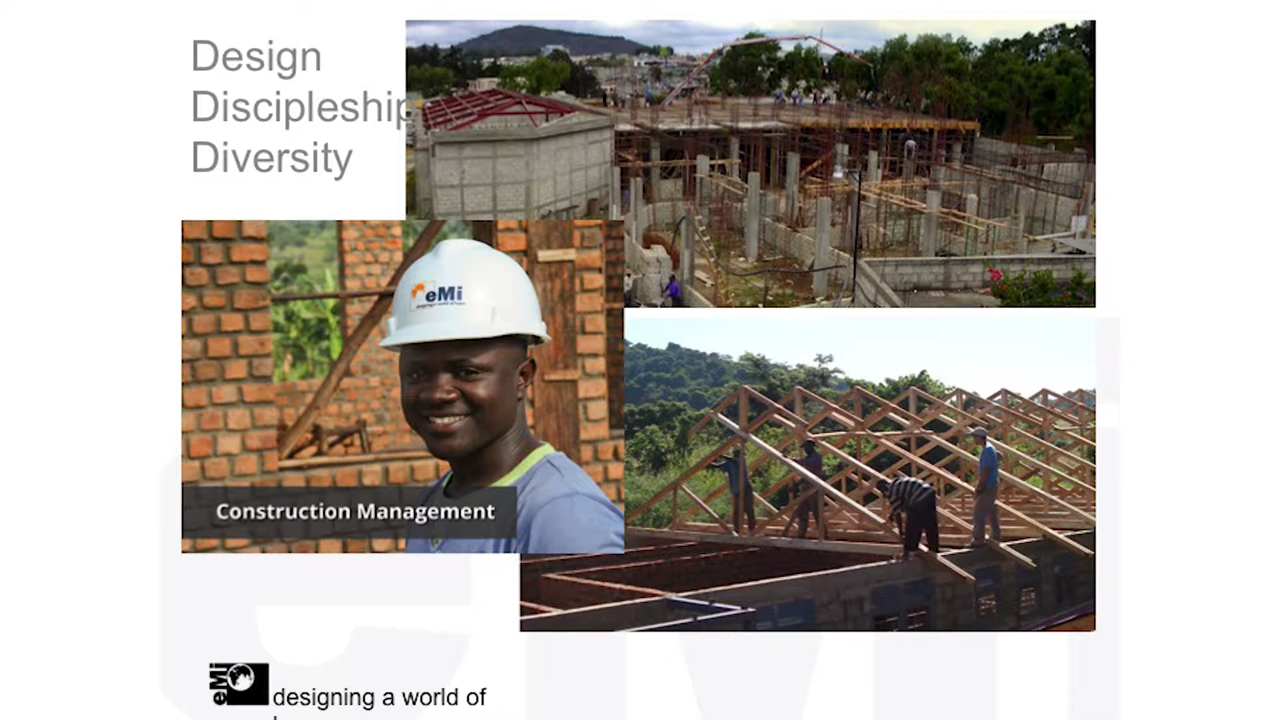 Design
Discipleship
Diversity
eMi
Construction Management
eMi
designing a world of